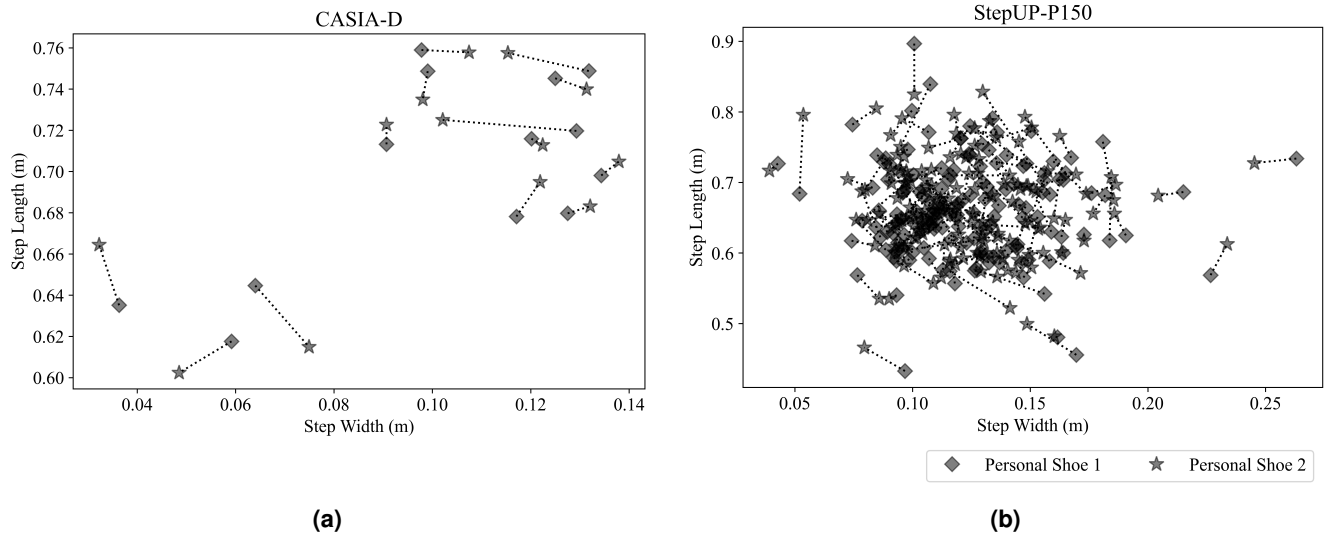 CASIA-D
StepUP-P150
0.76
0.74
0.72
0.70
0.68
0.66
0.64
0.62
0.60
Step Length (m)
0.04
0.06
0.08
0.10
0.12
0.14
Step Width (m)
0.9
0.8
0.7
0.6
0.5
Step Length (m)
0.05
0.10
0.15
0.20
0.25
Step Width (m)
Personal Shoe 1
Personal Shoe 2
(a)
(b)